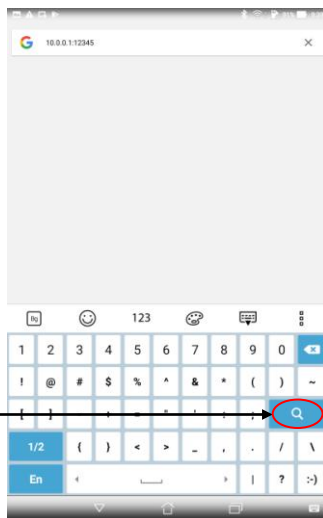 10.0.0.1:12345
123
1 2 3 4 5 6 7 8 9 0
! @ # $ % ^ & * ( ) ~
1/2 { } < > _ , . / \
En | ? :-)